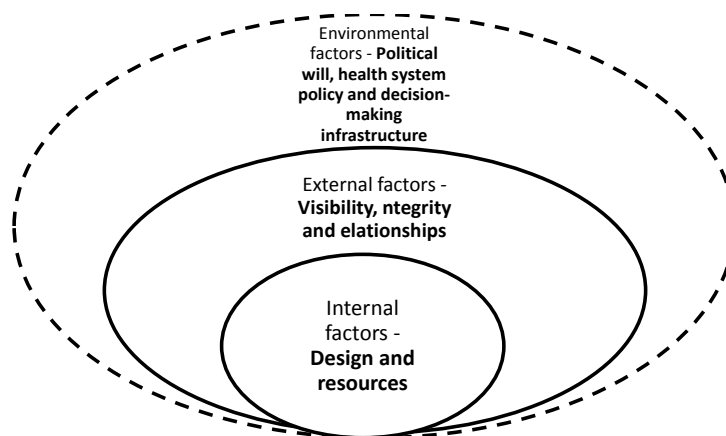 Environmental
factors - Political
will, health system
policy and decision-
making
infrastructure
External factors -
Visibility, ntegrity
and elationships
Internal
factors -
Design and
resources